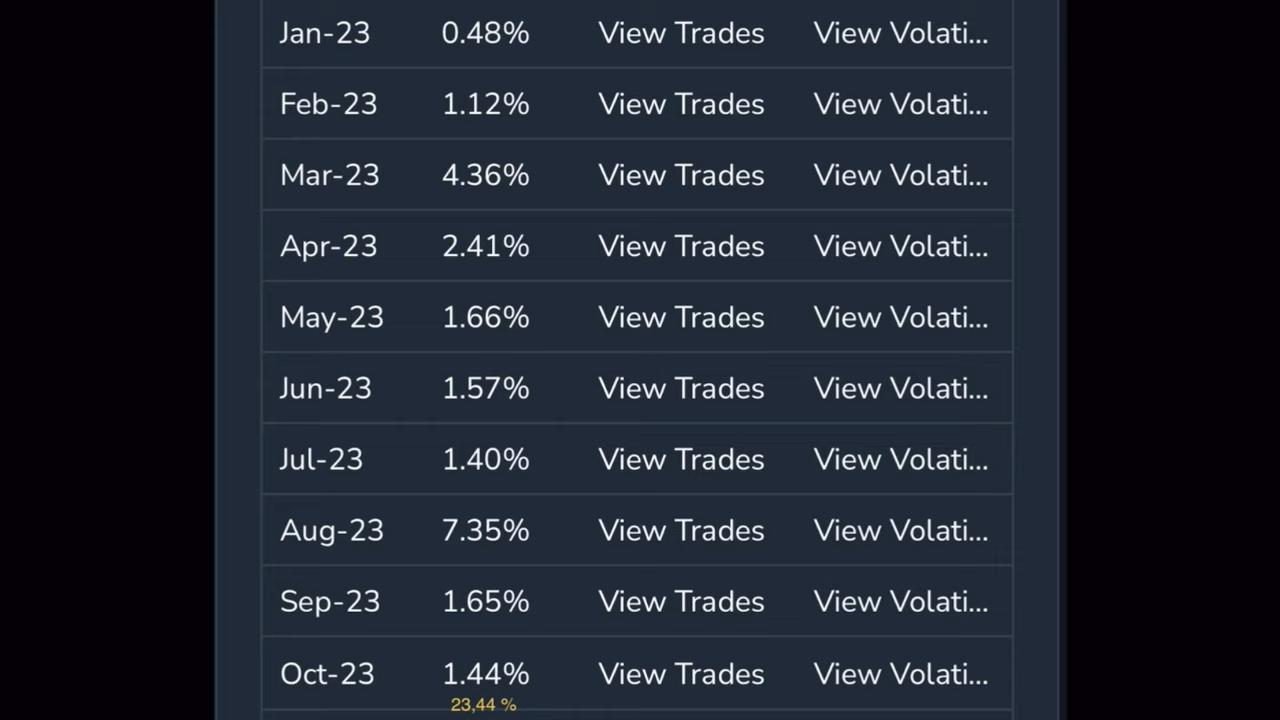 Jan-23 0.48% View Trades View Volati...
Feb-23 1.12% View Trades View Volati...
Mar-23 4.36% View Trades View Volati...
Apr-23 2.41% View Trades View Volati...
May-23 1.66% View Trades View Volati...
Jun-23 1.57% View Trades View Volati...
Jul-23 1.40% View Trades View Volati...
Aug-23 7.35% View Trades View Volati...
Sep-23 1.65% View Trades View Volati...
Oct-23 1.44% View Trades View Volati...
23,44 %